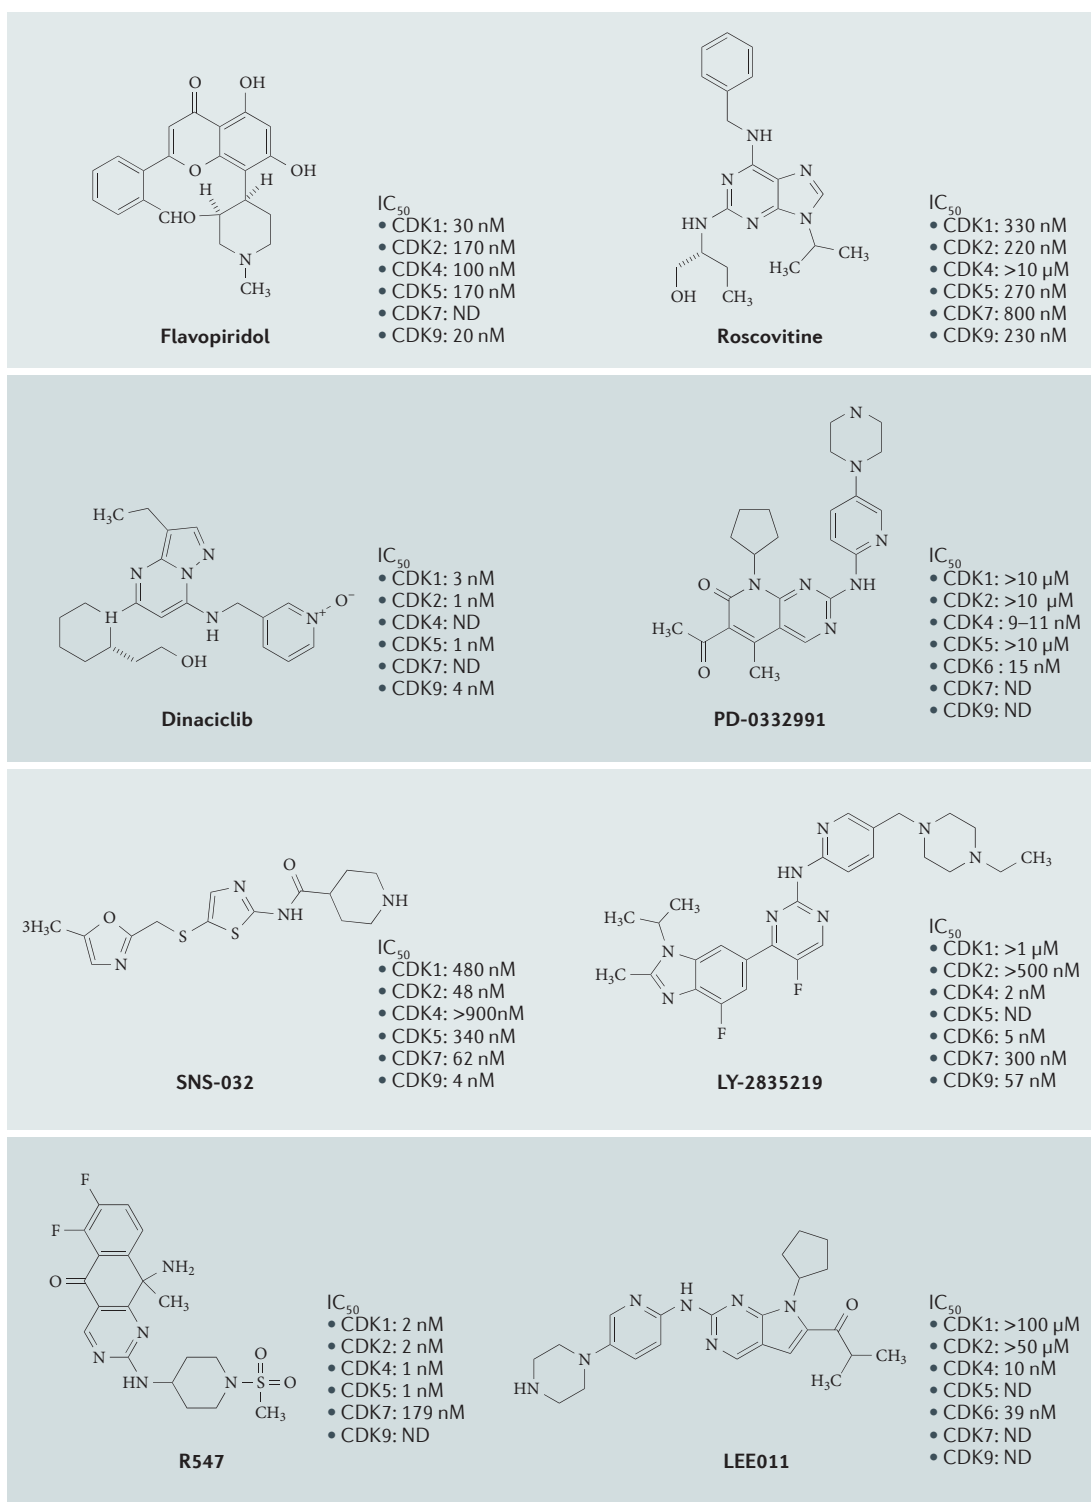 O
OH
O
OH
H
H
CHO
N
CH3
IC50
• CDK1: 30 nM
• CDK2: 170 nM
• CDK4: 100 nM
• CDK5: 170 nM
• CDK7: ND
• CDK9: 20 nM
Flavopiridol
NH
N
N
HN
N
N
H3C
CH3
OH
CH3
IC50
• CDK1: 330 nM
• CDK2: 220 nM
• CDK4: >10 μM
• CDK5: 270 nM
• CDK7: 800 nM
• CDK9: 230 nM
Roscovitine
H3C
N
N
N
H
N
H
N+
O−
OH
IC50
• CDK1: 3 nM
• CDK2: 1 nM
• CDK4: ND
• CDK5: 1 nM
• CDK7: ND
• CDK9: 4 nM
Dinaciclib
N
N
N
O
N
N
NH
N
H3C
O
CH3
IC50
• CDK1: >10 μM
• CDK2: >10 μM
• CDK4 : 9–11 nM
• CDK5: >10 μM
• CDK6 : 15 nM
• CDK7: ND
• CDK9: ND
PD-0332991
O
N
NH
NH
3H3C
O
S
S
N
IC50
• CDK1: 480 nM
• CDK2: 48 nM
• CDK4: >900nM
• CDK5: 340 nM
• CDK7: 62 nM
• CDK9: 4 nM
SNS-032
N
N
N
CH3
HN
CH3
H3C
N
N
N
H3C
N
F
F
IC50
• CDK1: >1 μM
• CDK2: >500 nM
• CDK4: 2 nM
• CDK5: ND
• CDK6: 5 nM
• CDK7: 300 nM
• CDK9: 57 nM
LY-2835219
F
F
O
NH2
CH3
N
N
HN
N
O
S
O
CH3
IC50
• CDK1: 2 nM
• CDK2: 2 nM
• CDK4: 1 nM
• CDK5: 1 nM
• CDK7: 179 nM
• CDK9: ND
R547
H
N
N
N
N
O
N
N
HN
CH3
H3C
IC50
• CDK1: >100 μM
• CDK2: >50 μM
• CDK4: 10 nM
• CDK5: ND
• CDK6: 39 nM
• CDK7: ND
• CDK9: ND
LEE011